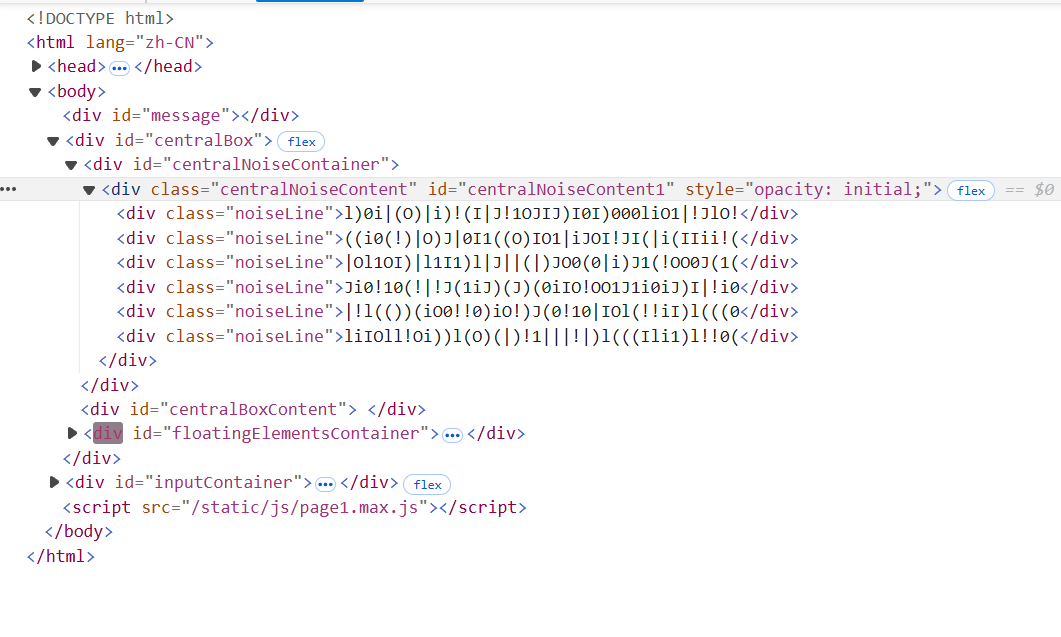 <!DOCTYPE html>
<html lang="zh-CN">
<head> ••• </head>
<body>
<div id="message"></div>
<div id="centralBox"> flex
<div id="centralNoiseContainer">
••• <div class="centralNoiseContent" id="centralNoiseContent1" style="opacity: initial;"> flex == $0
<div class="noiseLine">l)0i|(O)|i)!(I|J!1OJIJ)I0I)000liO1|!JlO!</div>
<div class="noiseLine">((i0(!)|O)J|0I1((O)IO1|iJOI!JI(|i(IIii!(</div>
<div class="noiseLine">|Ol1OI)|l1I1)l|J||(|)JO0(0|i)J1(!OO0J(1(</div>
<div class="noiseLine">Ji0!10(!|!J(1iJ)(J)(0iIO!OO1J1i0iJ)I|!i0</div>
<div class="noiseLine">|!l(())(iO0!!0)iO!)J(0!10|IOl(!!iI)l(((0</div>
<div class="noiseLine">liIOll!Oi))l(O)(|)!1|||!|)l(((Ili1)l!!0(</div>
</div>
</div>
<div id="centralBoxContent"> </div>
<div id="floatingElementsContainer"> ••• </div>
</div>
<div id="inputContainer"> ••• </div> flex
<script src="/static/js/page1.max.js"></script>
</body>
</html>